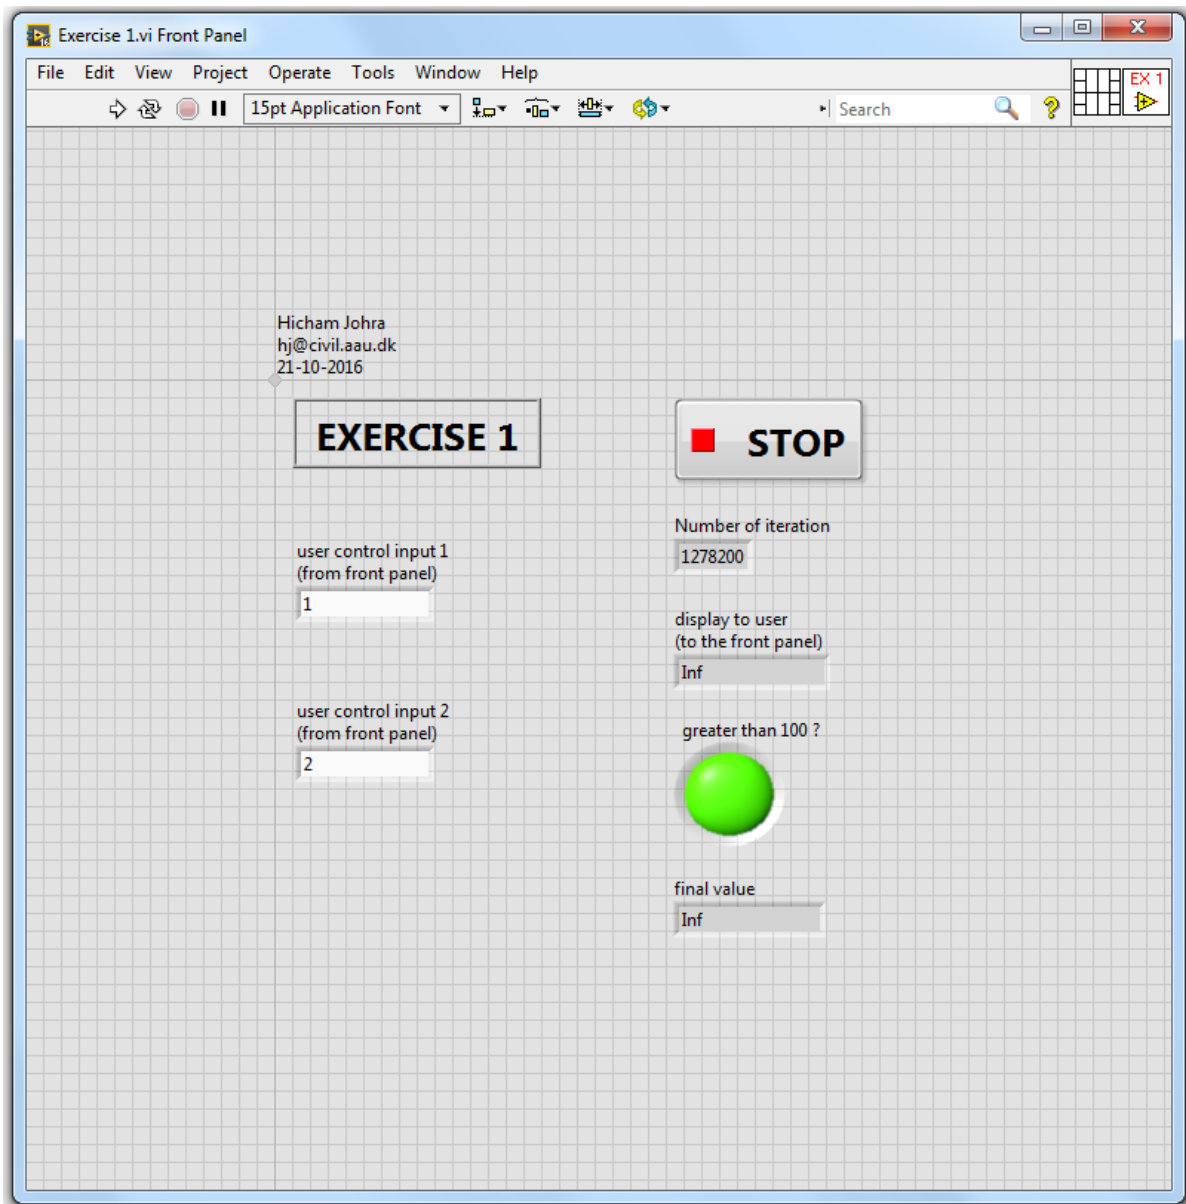 Exercise 1.vi Front Panel
File Edit View Project Operate Tools Window Help
15pt Application Font
Search
?
EX 1
Hicham Johra
hj@civil.aau.dk
21-10-2016
EXERCISE 1
STOP
Number of iteration
1278200
user control input 1
(from front panel)
1
display to user
(to the front panel)
Inf
user control input 2
(from front panel)
2
greater than 100 ?
final value
Inf